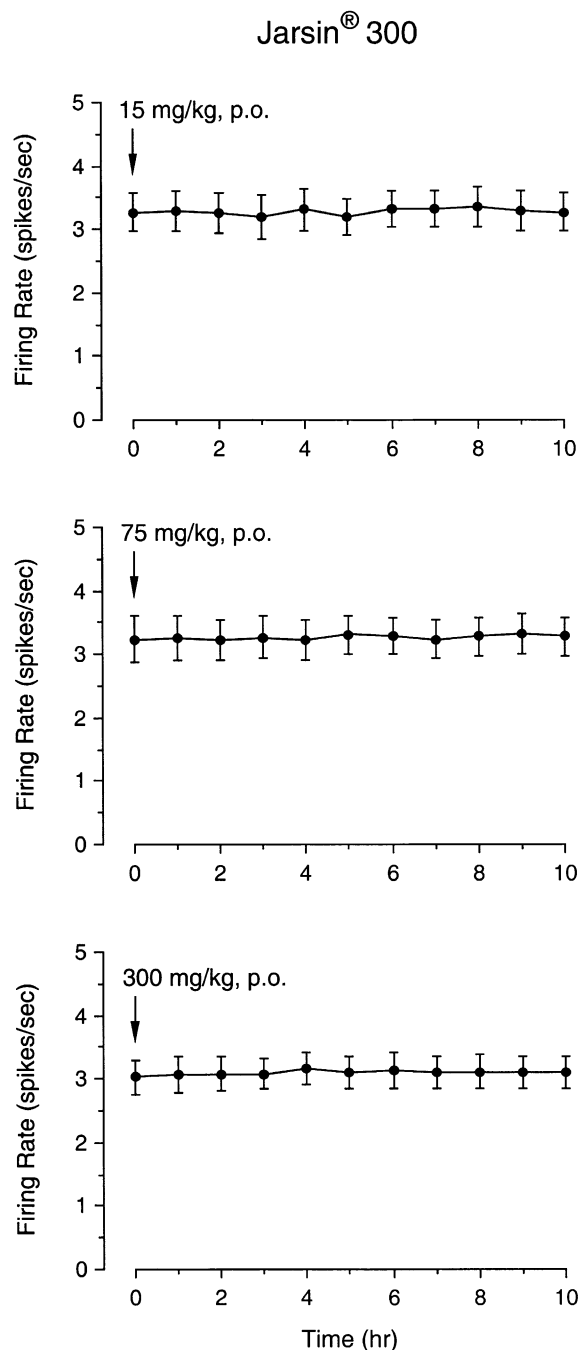 Jarsin® 300
15 mg/kg, p.o.
Firing Rate (spikes/sec)
5
4
3
2
1
0
0 2 4 6 8 10
75 mg/kg, p.o.
Firing Rate (spikes/sec)
5
4
3
2
1
0
0 2 4 6 8 10
300 mg/kg, p.o.
Firing Rate (spikes/sec)
5
4
3
2
1
0
0 2 4 6 8 10
Time (hr)